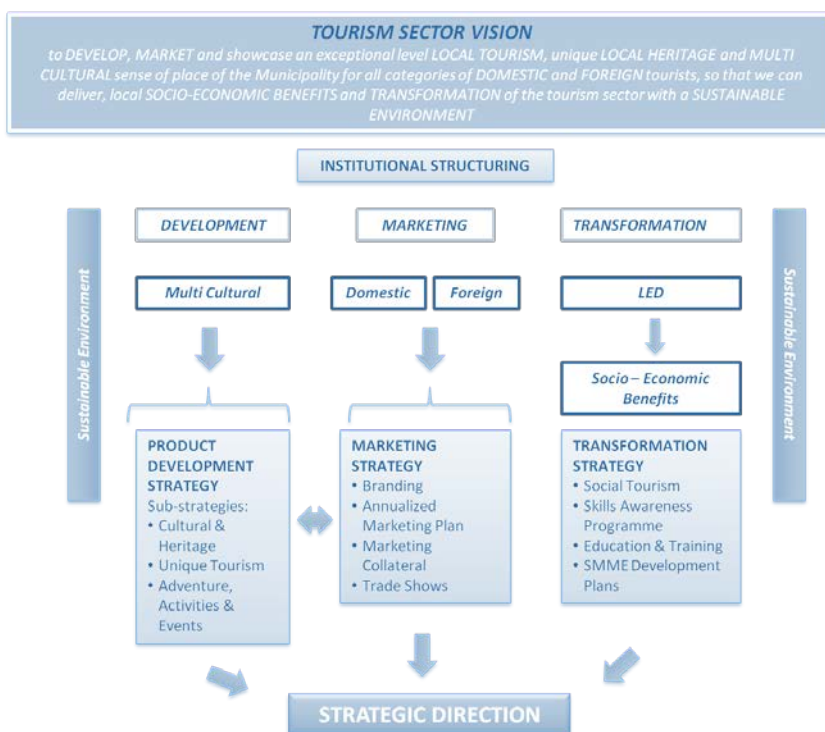 TOURISM SECTOR VISION
to DEVELOP, MARKET and showcase an exceptional level LOCAL TOURISM, unique LOCAL HERITAGE and MULTI
CULTURAL sense of place of the Municipality for all categories of DOMESTIC and FOREIGN tourists, so that we can
deliver, local SOCIO-ECONOMIC BENEFITS and TRANSFORMATION of the tourism sector with a SUSTAINABLE
ENVIRONMENT
INSTITUTIONAL STRUCTURING
Sustainable Environment
DEVELOPMENT
MARKETING
TRANSFORMATION
Sustainable Environment
Multi Cultural
Domestic
Foreign
LED
Socio – Economic
Benefits
PRODUCT
DEVELOPMENT
STRATEGY
Sub-strategies:
• Cultural &
Heritage
• Unique Tourism
• Adventure,
Activities &
Events
MARKETING
STRATEGY
• Branding
• Annualized
Marketing Plan
• Marketing
Collateral
• Trade Shows
TRANSFORMATION
STRATEGY
• Social Tourism
• Skills Awareness
Programme
• Education & Training
• SMME Development
Plans
STRATEGIC DIRECTION